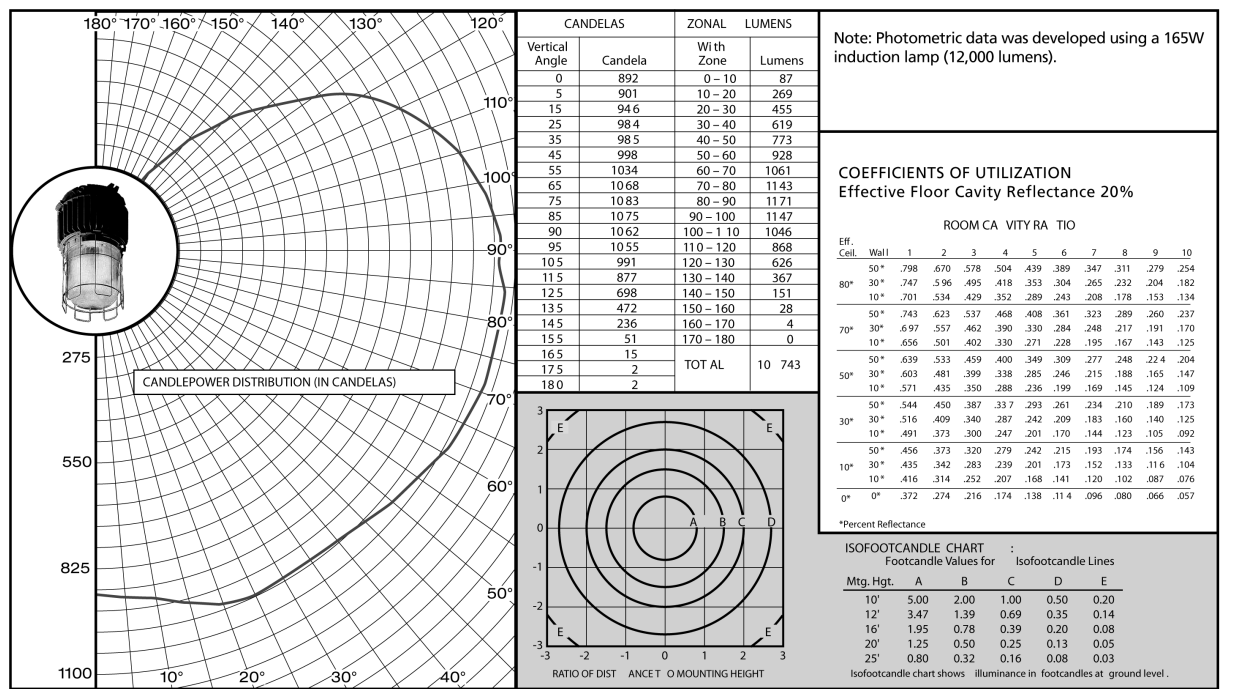 180° 170° 160° 150° 140° 130° 120°
110°
100°
90°
80°
70°
60°
50°
275
550
825
1100
10° 20° 30° 40°
CANDLEPOWER DISTRIBUTION (IN CANDELAS)
CANDELAS ZONAL LUMENS
Vertical Angle Candela With Zone Lumens
0 892 0 – 10 87
5 901 10 – 20 269
15 946 20 – 30 455
25 984 30 – 40 619
35 985 40 – 50 773
45 998 50 – 60 928
55 1034 60 – 70 1061
65 1068 70 – 80 1143
75 1083 80 – 90 1171
85 1075 90 – 100 1147
90 1062 100 – 110 1046
95 1055 110 – 120 868
105 991 120 – 130 626
115 877 130 – 140 367
125 698 140 – 150 151
135 472 150 – 160 28
145 236 160 – 170 4
155 51 170 – 180 0
165 15
175 2 TOTAL 10 743
180 2
3
2
1
0
-1
-2
-3
E E
A B C D
E E
-3 -2 -1 0 1 2 3
RATIO OF DISTANCE TO MOUNTING HEIGHT
Note: Photometric data was developed using a 165W
induction lamp (12,000 lumens).
COEFFICIENTS OF UTILIZATION
Effective Floor Cavity Reflectance 20%
ROOM CAVITY RATIO
Eff.
Ceil. Wall 1 2 3 4 5 6 7 8 9 10
50* .798 .670 .578 .504 .439 .389 .347 .311 .279 .254
80* 30* .747 .596 .495 .418 .353 .304 .265 .232 .204 .182
10* .701 .534 .429 .352 .289 .243 .208 .178 .153 .134
50* .743 .623 .537 .468 .408 .361 .323 .289 .260 .237
70* 30* .697 .557 .462 .390 .330 .284 .248 .217 .191 .170
10* .656 .501 .402 .330 .271 .228 .195 .167 .143 .125
50* .639 .533 .459 .400 .349 .309 .277 .248 .224 .204
50* 30* .603 .481 .399 .338 .285 .246 .215 .188 .165 .147
10* .571 .435 .350 .288 .236 .199 .169 .145 .124 .109
50* .544 .450 .387 .337 .293 .261 .234 .210 .189 .173
30* 30* .516 .409 .340 .287 .242 .209 .183 .160 .140 .125
10* .491 .373 .300 .247 .201 .170 .144 .123 .105 .092
50* .456 .373 .320 .279 .242 .215 .193 .174 .156 .143
10* 30* .435 .342 .283 .239 .201 .173 .152 .133 .116 .104
10* .416 .314 .252 .207 .168 .141 .120 .102 .087 .076
0* 0* .372 .274 .216 .174 .138 .114 .096 .080 .066 .057
*Percent Reflectance
ISOFOOTCANDLE CHART :
Footcandle Values for Isofootcandle Lines
Mtg. Hgt. A B C D E
10' 5.00 2.00 1.00 0.50 0.20
12' 3.47 1.39 0.69 0.35 0.14
16' 1.95 0.78 0.39 0.20 0.08
20' 1.25 0.50 0.25 0.13 0.05
25' 0.80 0.32 0.16 0.08 0.03
Isofootcandle chart shows illuminance in footcandles at ground level .